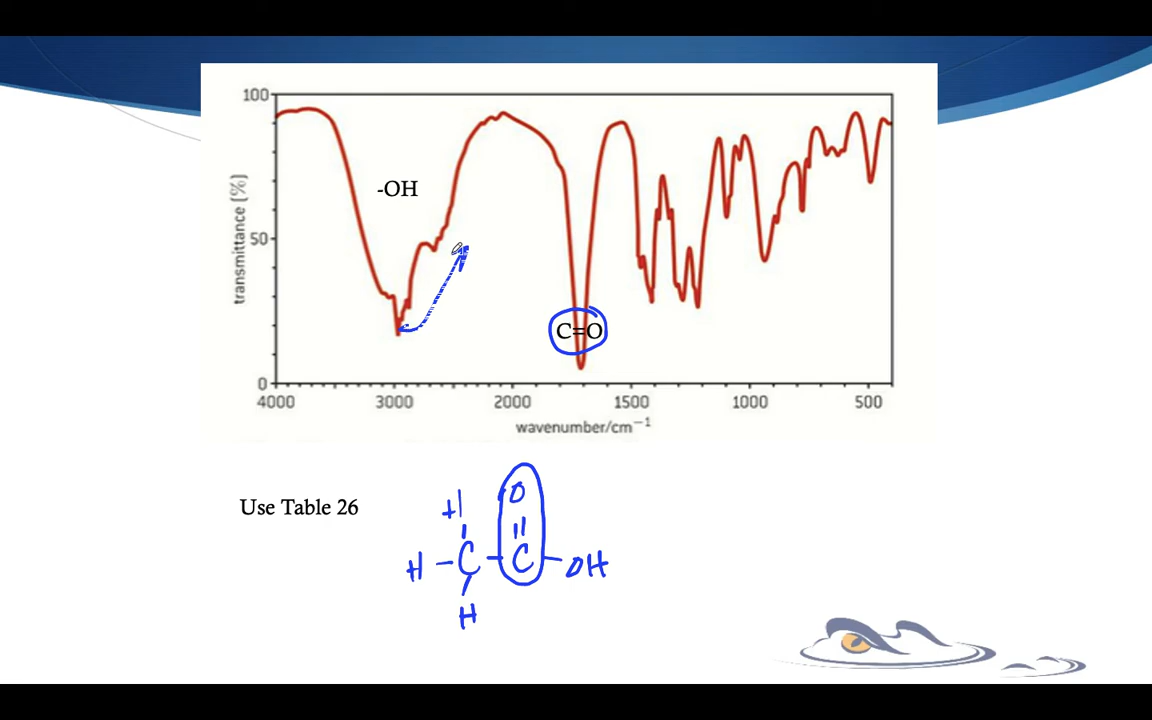 100
-OH
50
transmittance [%]
C=O
0
4000 3000 2000 1500 1000 500
wavenumber/cm⁻¹
Use Table 26
H O
||
H - C - C - OH
H